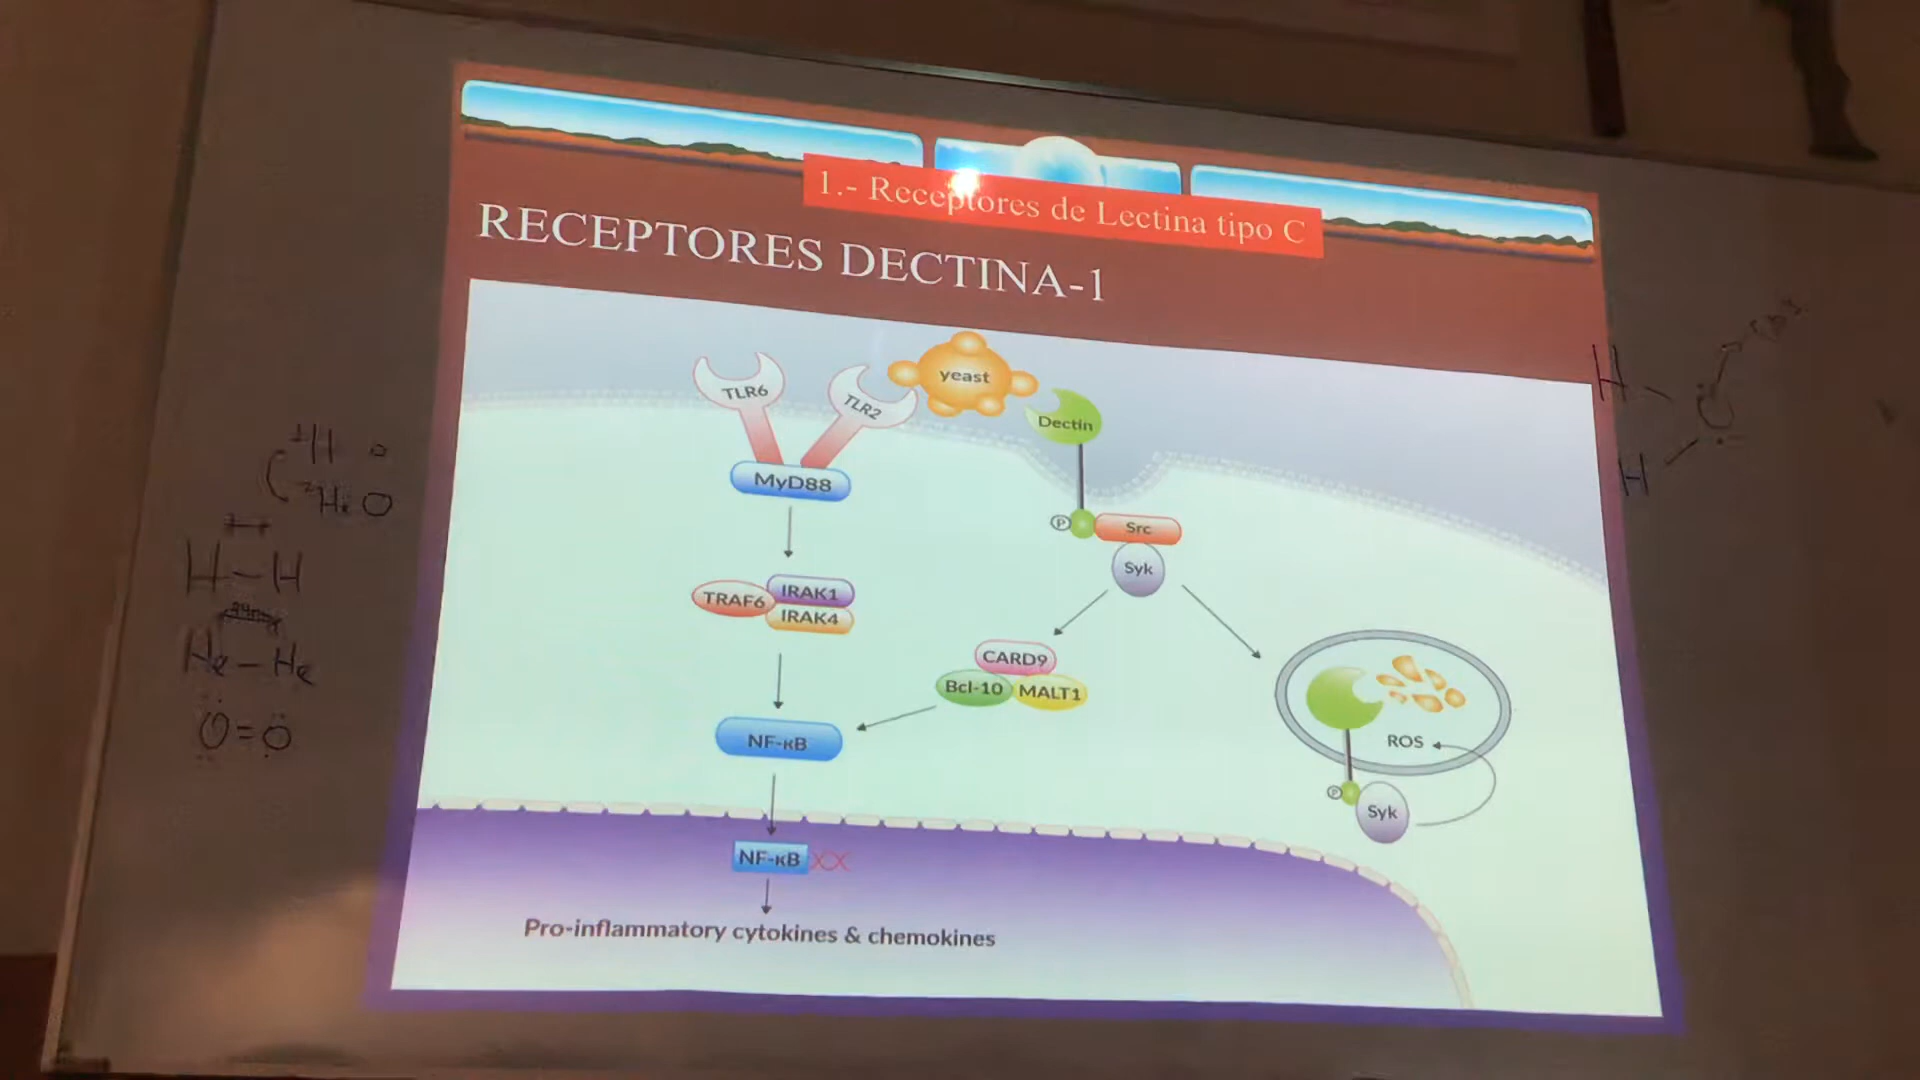 1.- Receptores de Lectina tipo C
RECEPTORES DECTINA-1
TLR6
TLR2
yeast
Dectin
MyD88
P
Src
Syk
TRAF6
IRAK1
IRAK4
CARD9
Bcl-10
MALT1
NF-κB
ROS
P
Syk
NF-κB
Pro-inflammatory cytokines & chemokines
H-H
He-He
O=O
H
H